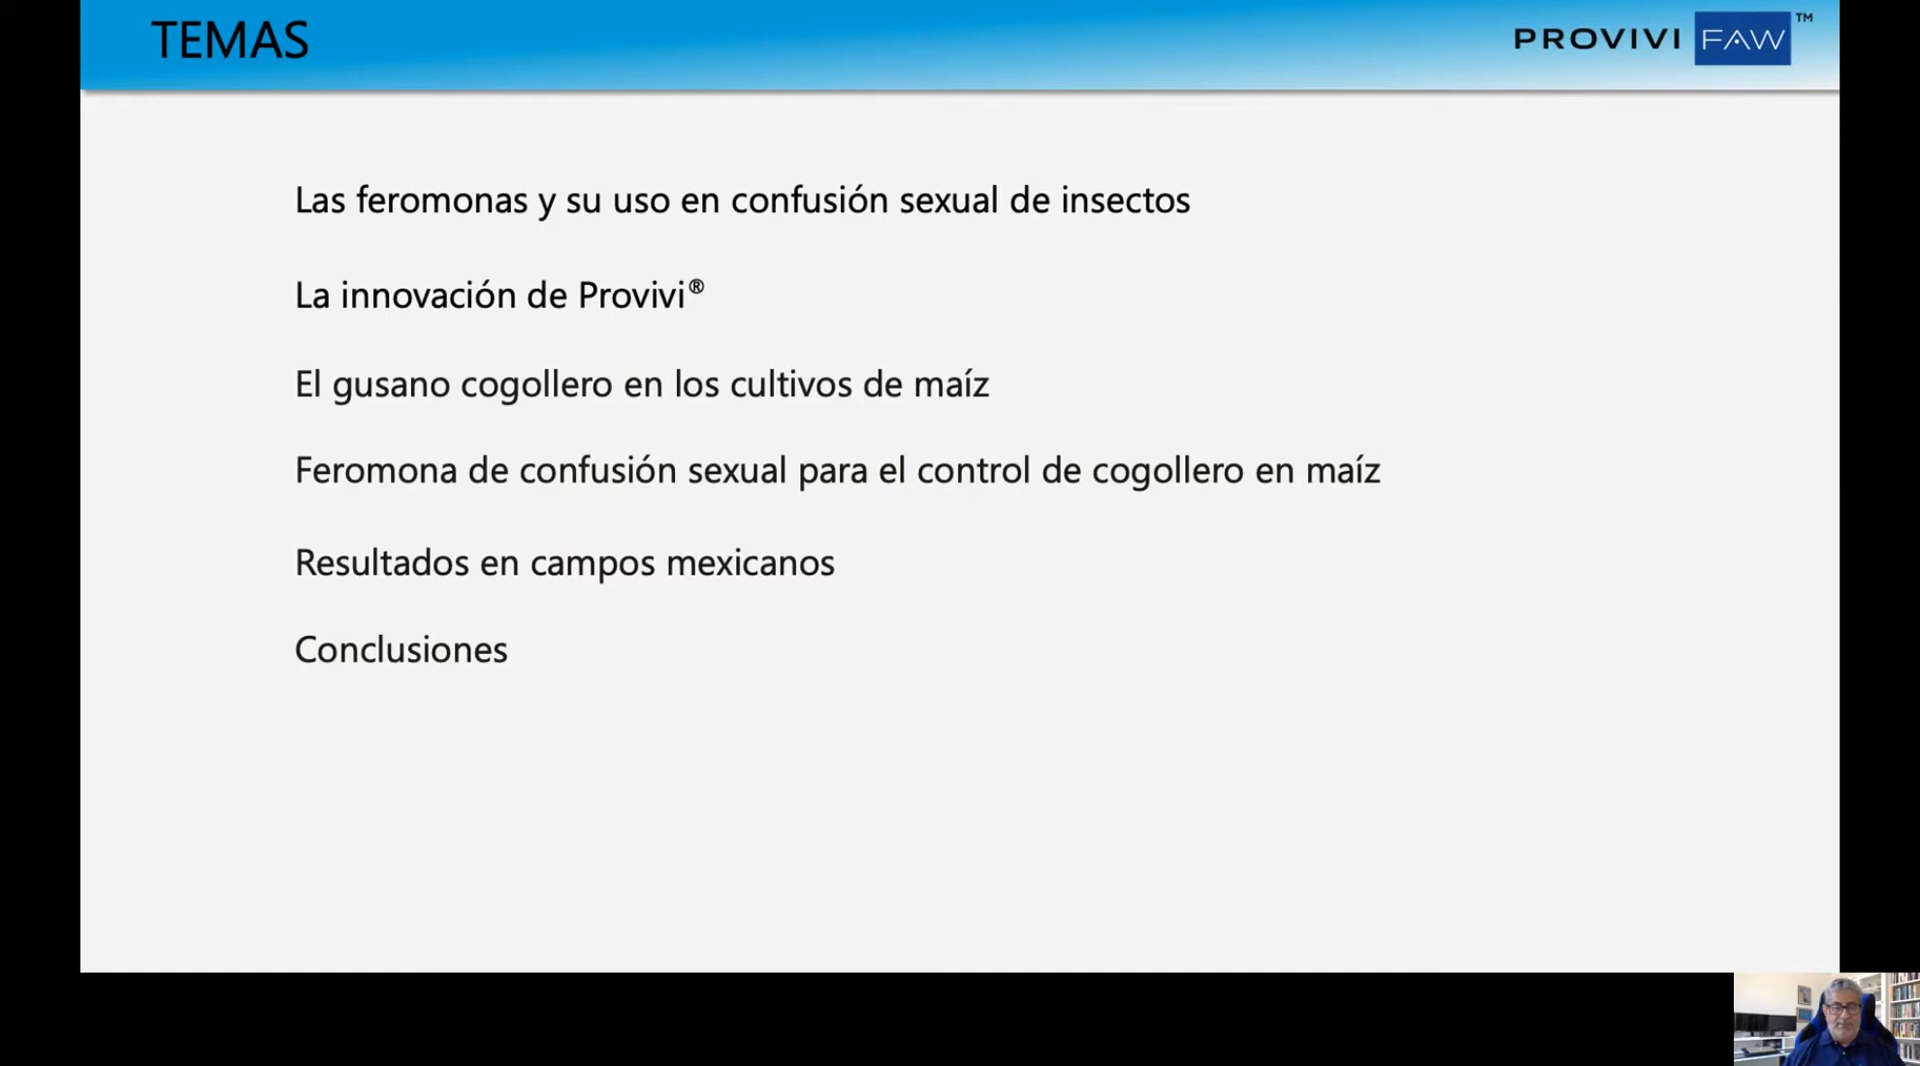 TEMAS
PROVIVI FAW™
Las feromonas y su uso en confusión sexual de insectos
La innovación de Provivi®
El gusano cogollero en los cultivos de maíz
Feromona de confusión sexual para el control de cogollero en maíz
Resultados en campos mexicanos
Conclusiones